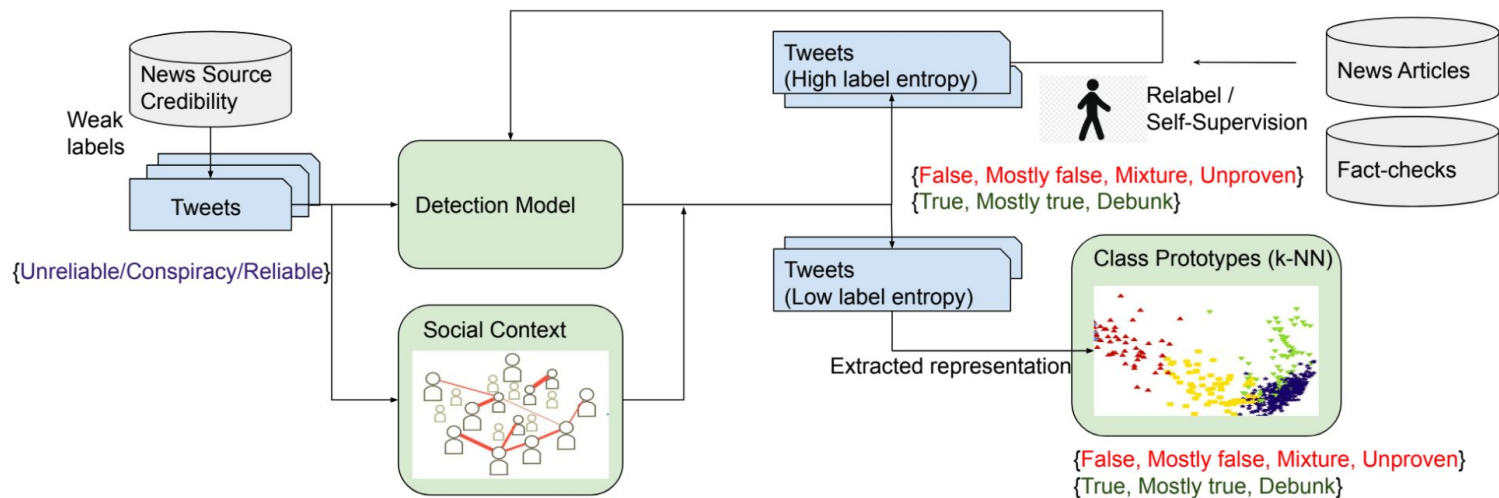 News Source
Credibility
Weak
labels
Tweets
{Unreliable/Conspiracy/Reliable}
Detection Model
Social Context
Tweets
(High label entropy)
Relabel /
Self-Supervision
News Articles
Fact-checks
{False, Mostly false, Mixture, Unproven}
{True, Mostly true, Debunk}
Tweets
(Low label entropy)
Extracted representation
Class Prototypes (k-NN)
{False, Mostly false, Mixture, Unproven}
{True, Mostly true, Debunk}